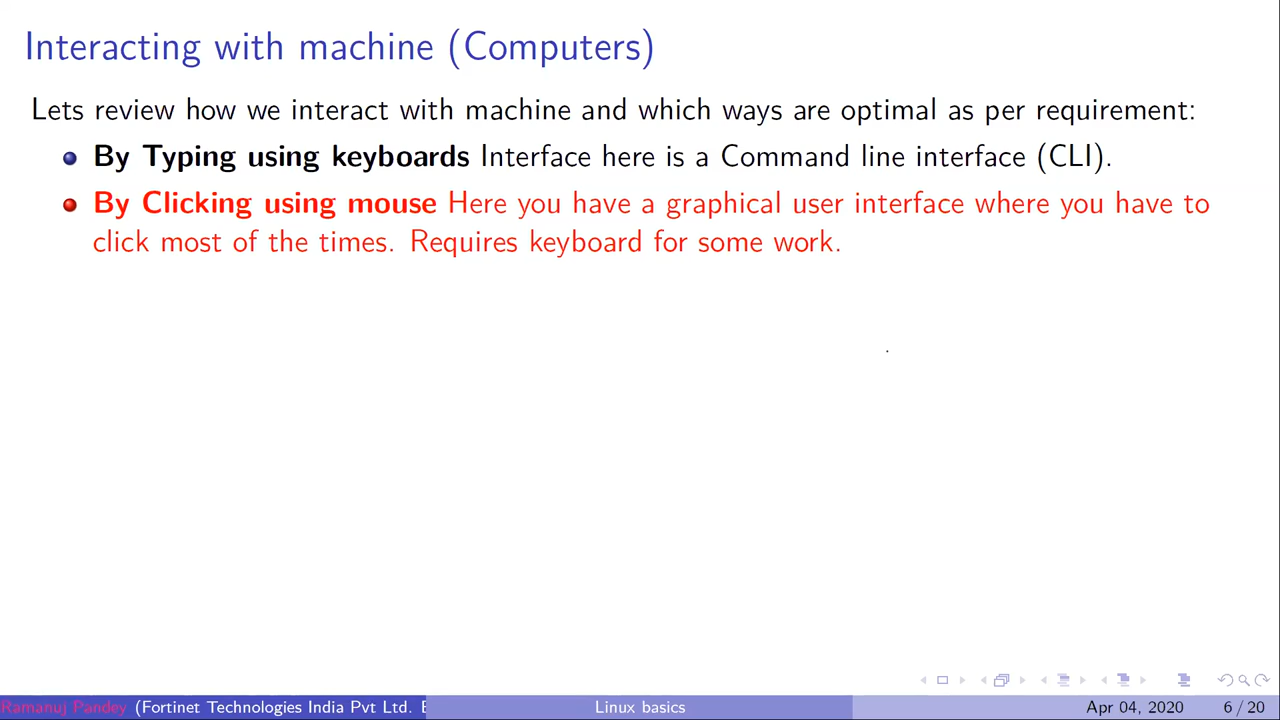 Interacting with machine (Computers)
Lets review how we interact with machine and which ways are optimal as per requirement:
By Typing using keyboards Interface here is a Command line interface (CLI).
By Clicking using mouse Here you have a graphical user interface where you have to
click most of the times. Requires keyboard for some work.
Ramanuj Pandey (Fortinet Technologies India Pvt Ltd. E Linux basics Apr 04, 2020 6 / 20